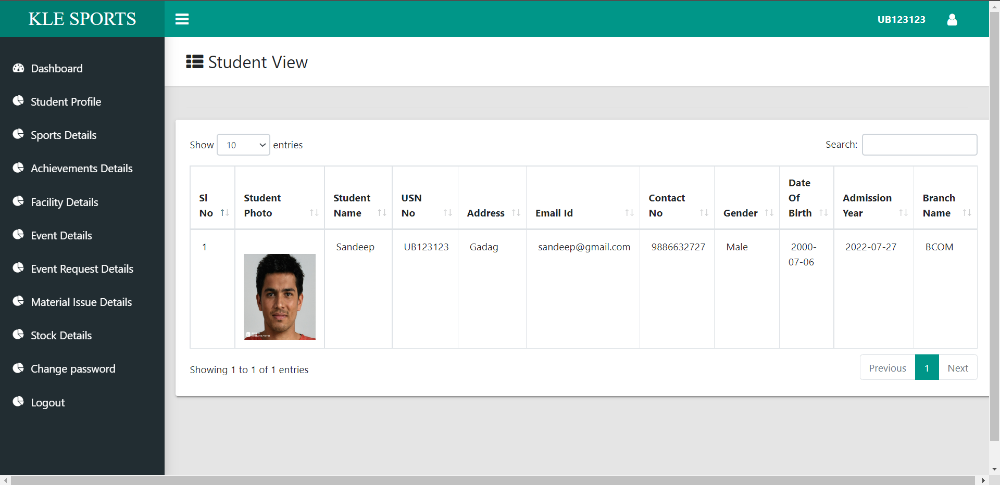 KLE SPORTS
UB123123
Dashboard
Student Profile
Sports Details
Achievements Details
Facility Details
Event Details
Event Request Details
Material Issue Details
Stock Details
Change password
Logout
Student View
Show 10 entries
Search:
Sl No
Student Photo
Student Name
USN No
Address
Email Id
Contact No
Gender
Date Of Birth
Admission Year
Branch Name
1
Sandeep
UB123123
Gadag
sandeep@gmail.com
9886632727
Male
2000-
07-06
2022-07-27
BCOM
Showing 1 to 1 of 1 entries
Previous 1 Next